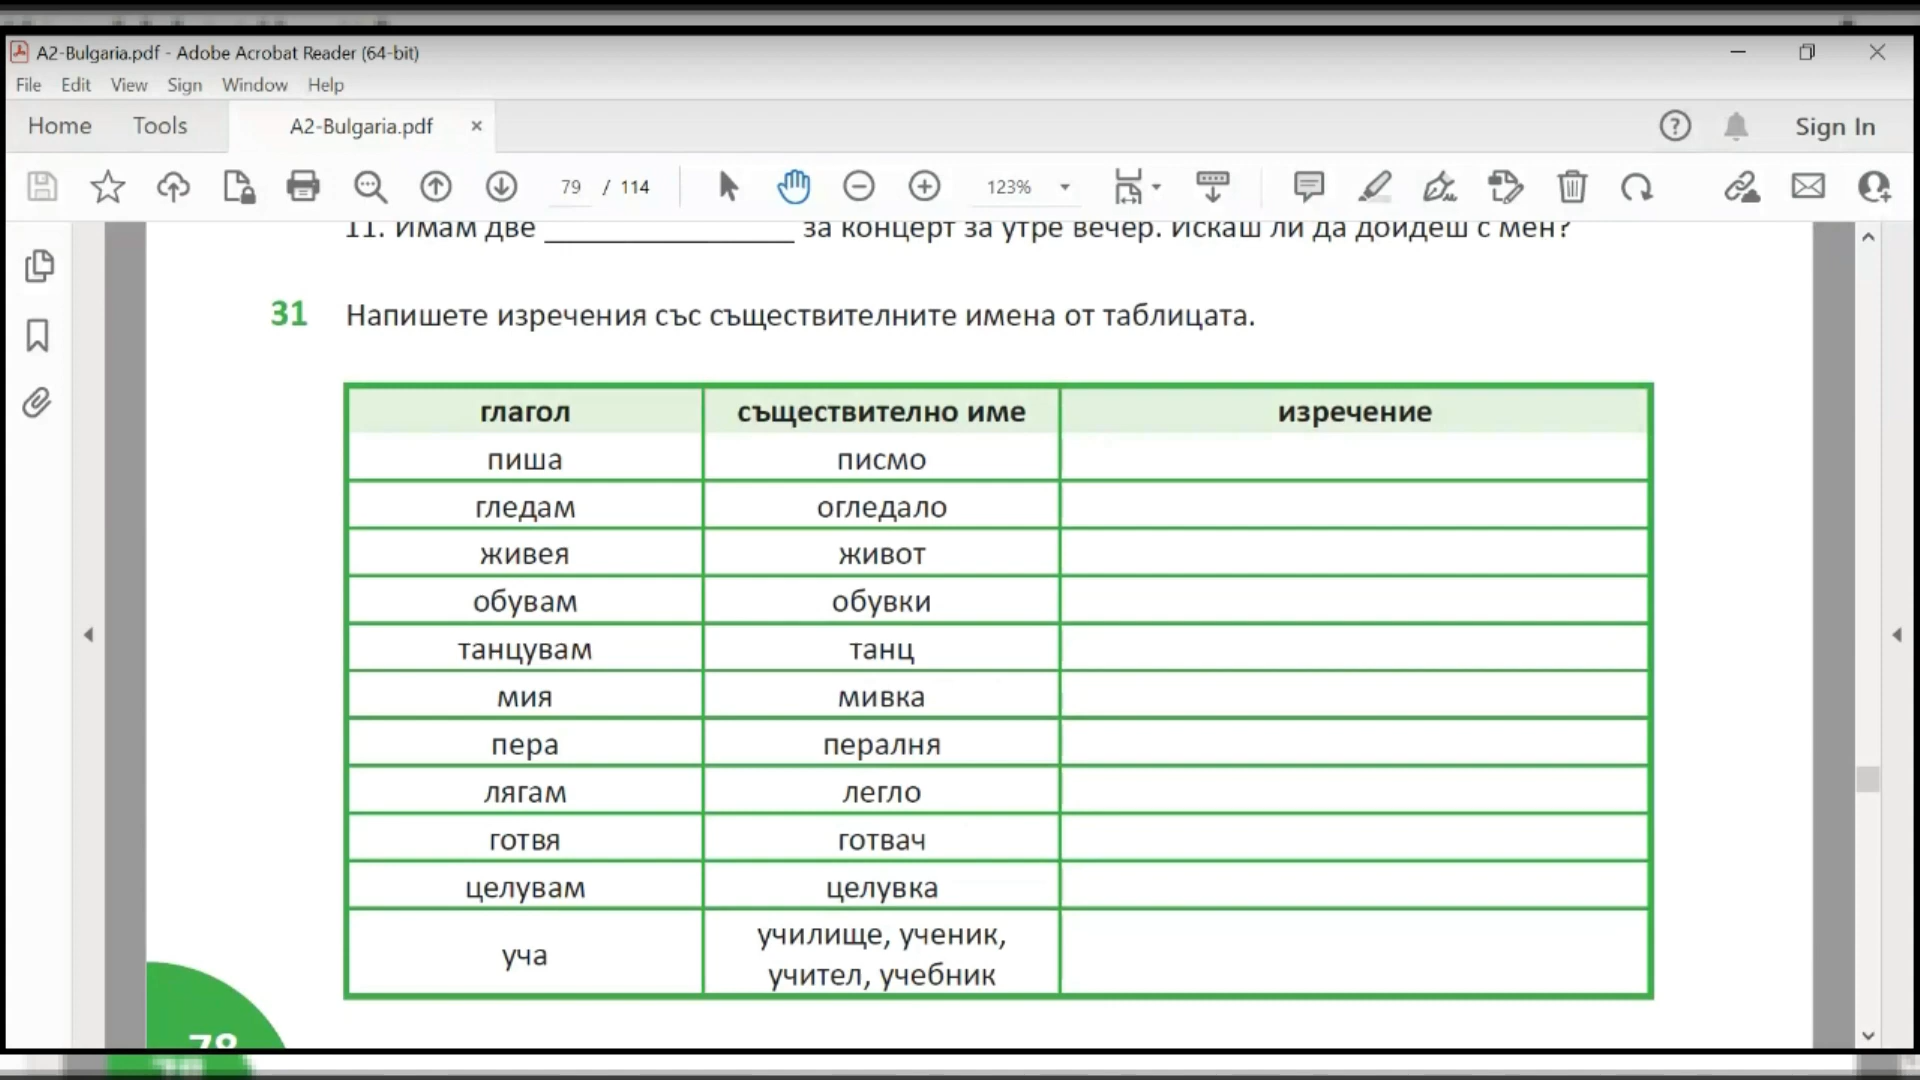 A2-Bulgaria.pdf - Adobe Acrobat Reader (64-bit)
File Edit View Sign Window Help
Home Tools A2-Bulgaria.pdf × Sign In
79 / 114 123%
11. Имам две ________________ за концерт за утре вечер. Искаш ли да дойдеш с мен?
31 Напишете изречения със съществителните имена от таблицата.
глагол съществително име изречение
пиша писмо
гледам огледало
живея живот
обувам обувки
танцувам танц
мия мивка
пера пералня
лягам легло
готвя готвач
целувам целувка
уча училище, ученик,
учител, учебник
78